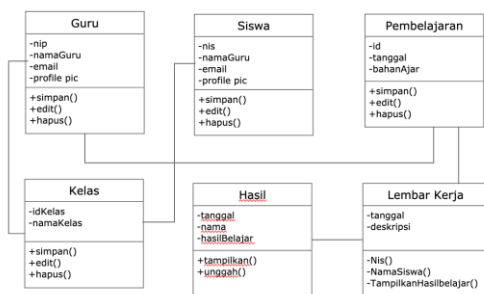 Guru
-nip
-namaGuru
-email
-profile pic
+simpan()
+edit()
+hapus()
Siswa
-nis
-namaGuru
-email
-profile pic
+simpan()
+edit()
+hapus()
Pembelajaran
-id
-tanggal
-bahanAjar
+simpan()
+edit()
+hapus()
Kelas
-idKelas
-namaKelas
+simpan()
+edit()
+hapus()
Hasil
-tanggal
-nama
-hasilBelajar
+tampilkan()
+unggah()
Lembar Kerja
-tanggal
-deskripsi
-Nis()
-NamaSiswa()
-TampilkanHasilbelajar()